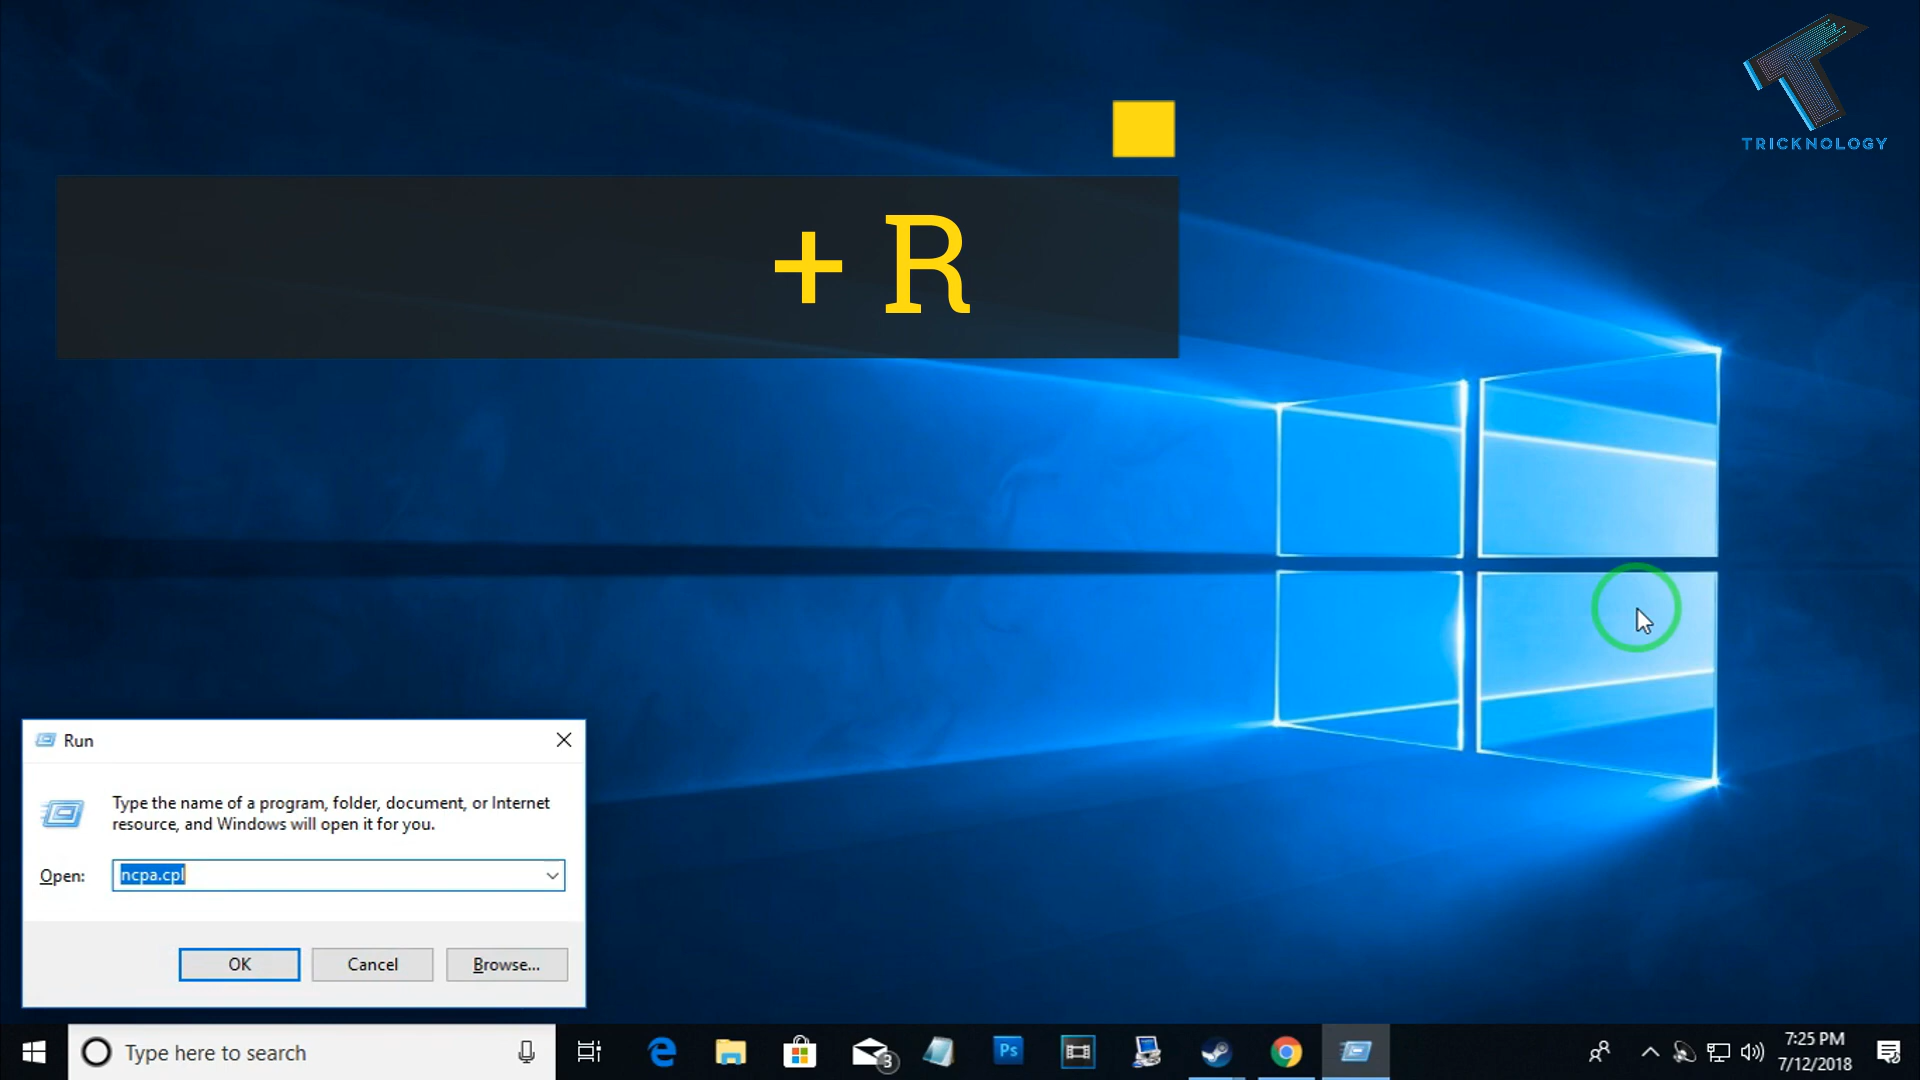 TRICKNOLOGY
+ R
Run
Type the name of a program, folder, document, or Internet
resource, and Windows will open it for you.
Open: ncpa.cpl
OK Cancel Browse...
Type here to search
3
Ps
7:25 PM
7/12/2018